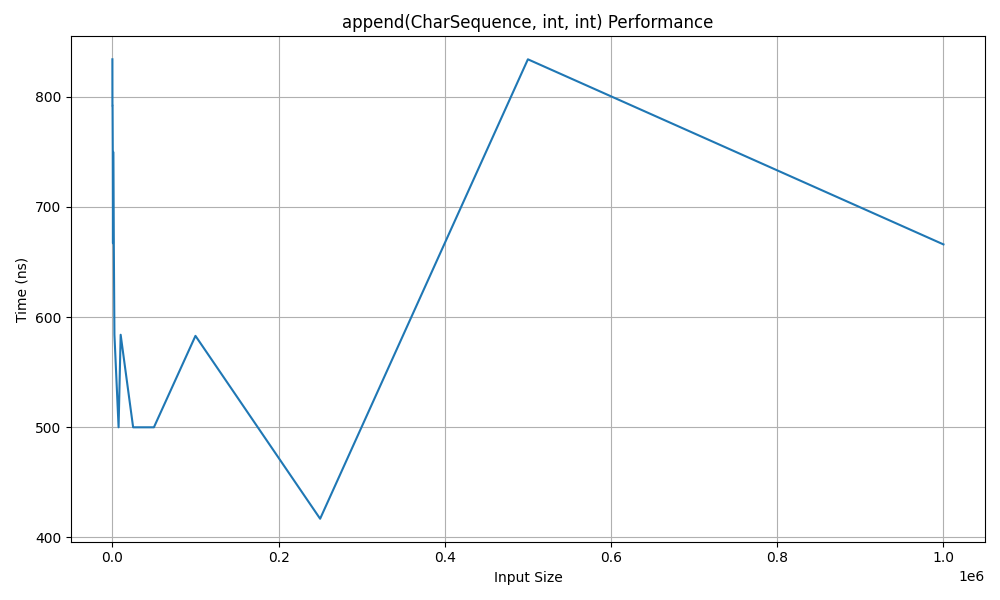 append(CharSequence, int, int) Performance
Time (ns)
800
700
600
500
400
0.0 0.2 0.4 0.6 0.8 1.0
1e6
Input Size